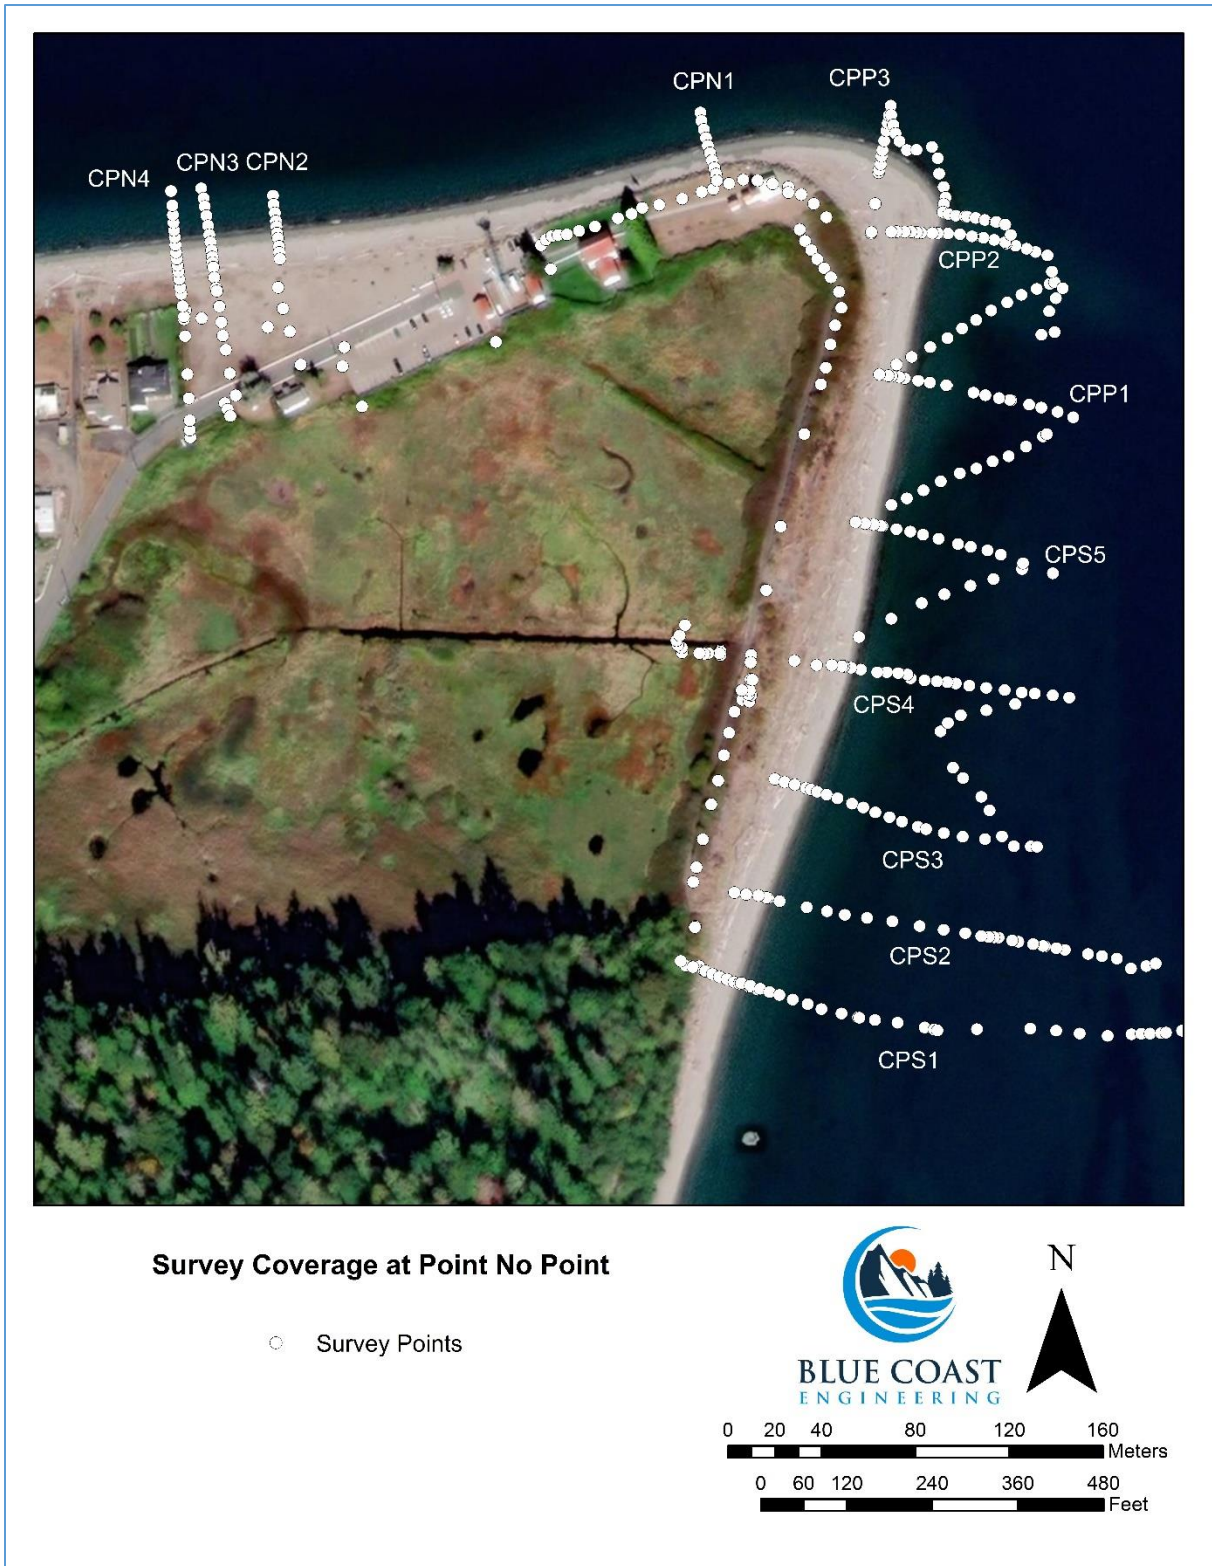 CPN1
CPP3
CPN4
CPN3
CPN2
CPP2
CPP1
CPS5
CPS4
CPS3
CPS2
CPS1
Survey Coverage at Point No Point
Survey Points
BLUE COAST
ENGINEERING
N
0 20 40 80 120 160
Meters
0 60 120 240 360 480
Feet